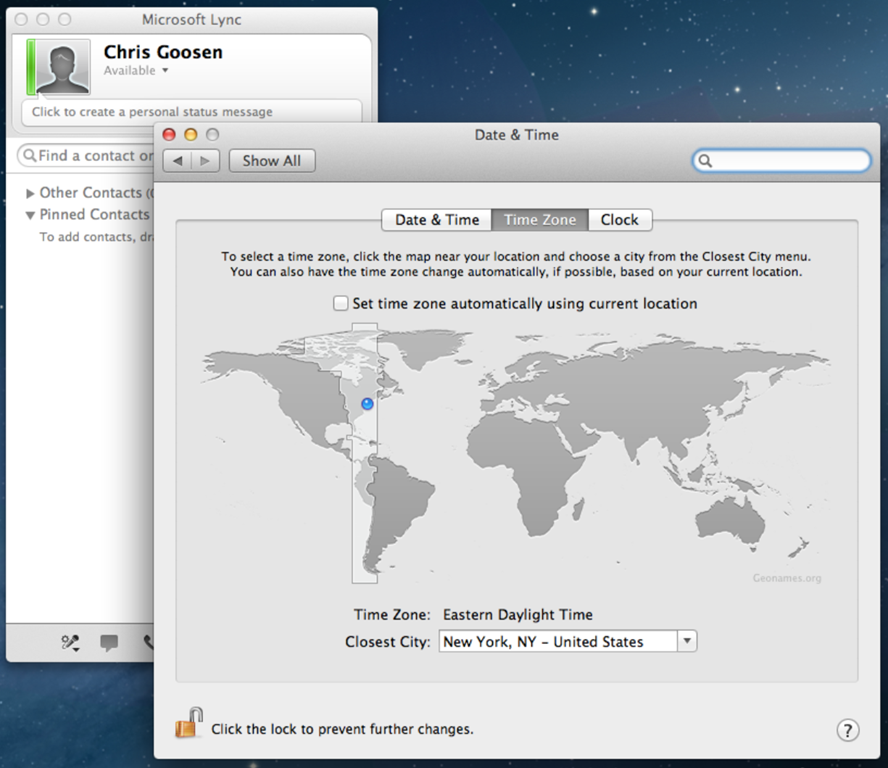 Microsoft Lync
Chris Goosen
Available
Click to create a personal status message
Find a contact or
Other Contacts (
Pinned Contacts
To add contacts, dra
Date & Time
Show All
Date & Time
Time Zone
Clock
To select a time zone, click the map near your location and choose a city from the Closest City menu.
You can also have the time zone change automatically, if possible, based on your current location.
Set time zone automatically using current location
Geonames.org
Time Zone: Eastern Daylight Time
Closest City: New York, NY – United States
Click the lock to prevent further changes.
?